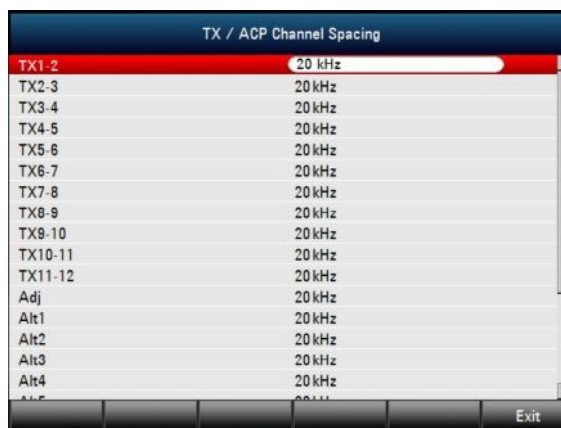 TX / ACP Channel Spacing
TX1-2 20 kHz
TX2-3 20 kHz
TX3-4 20 kHz
TX4-5 20 kHz
TX5-6 20 kHz
TX6-7 20 kHz
TX7-8 20 kHz
TX8-9 20 kHz
TX9-10 20 kHz
TX10-11 20 kHz
TX11-12 20 kHz
Adj 20 kHz
Alt1 20 kHz
Alt2 20 kHz
Alt3 20 kHz
Alt4 20 kHz
Exit